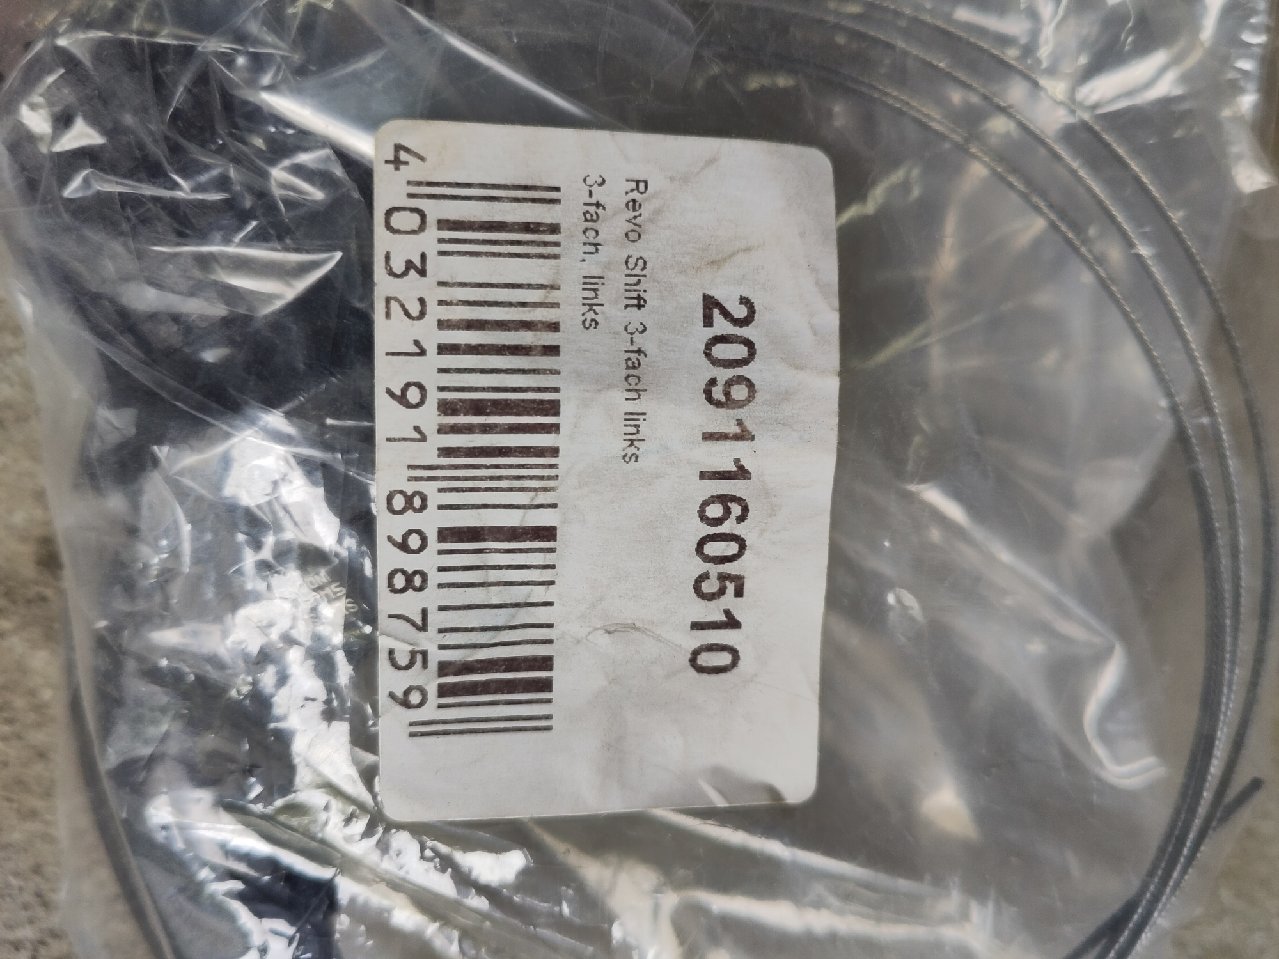 2091160510
Revo Shift 3-fach links
3-fach, links
4 032191 898759